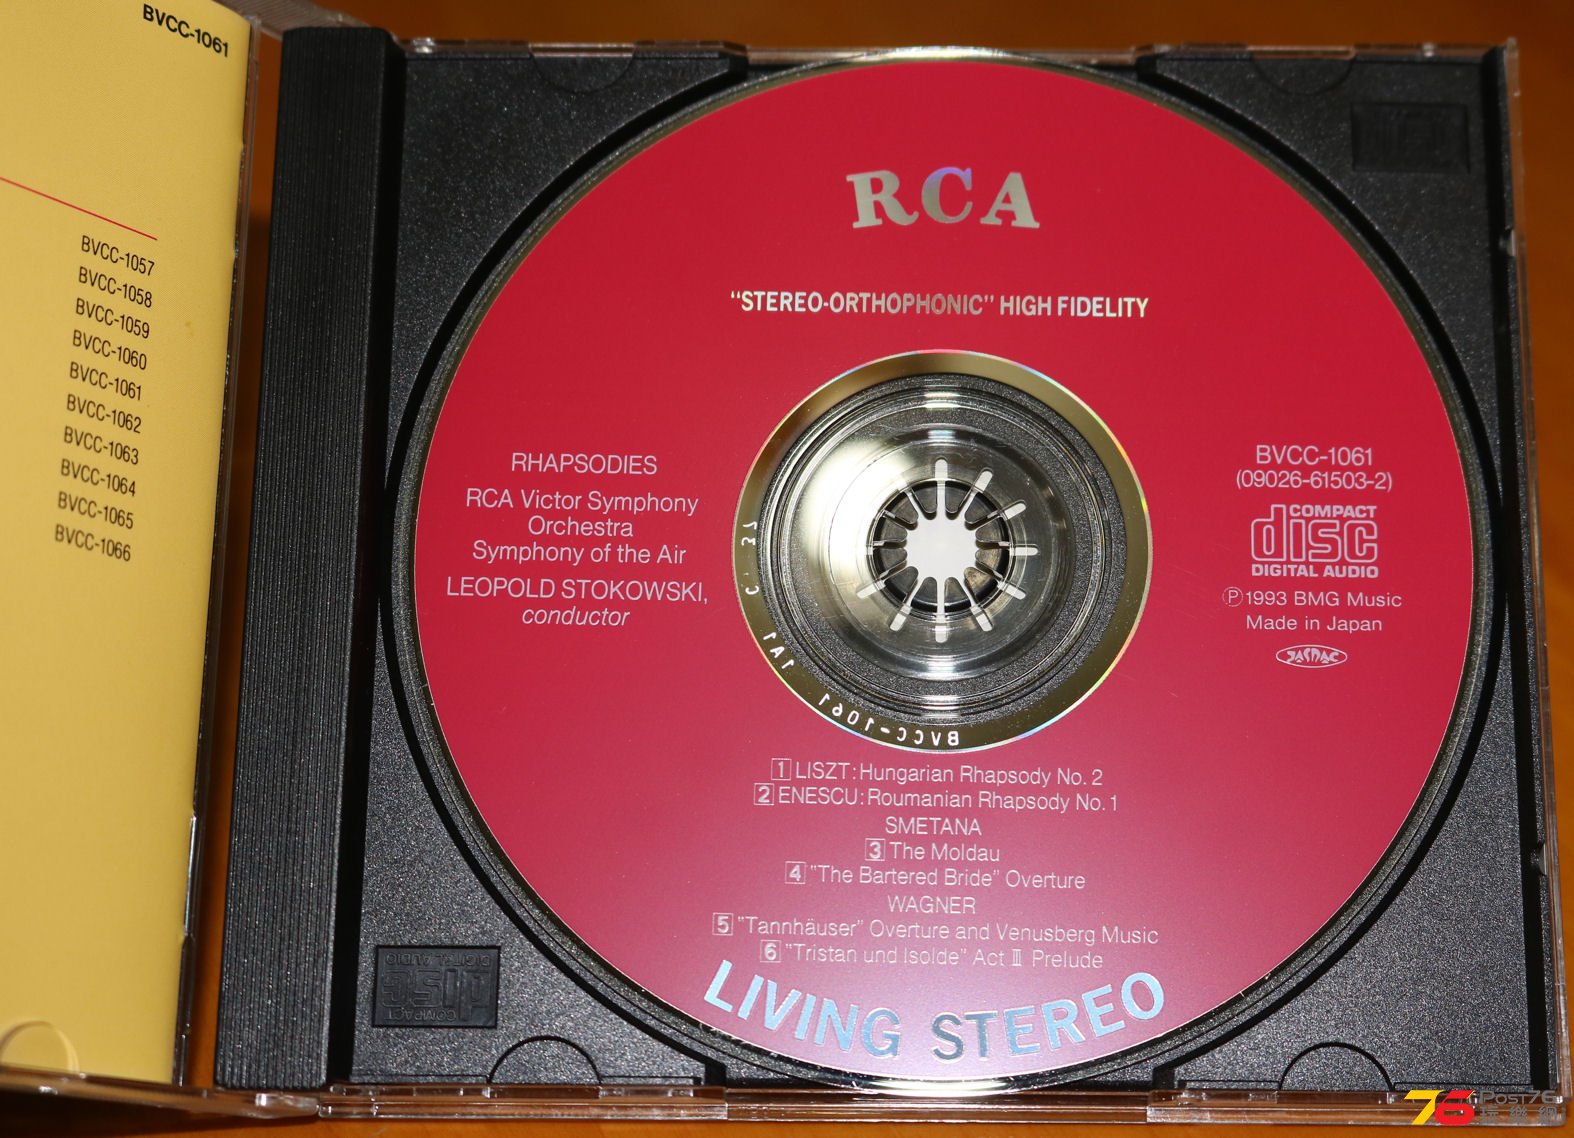 BVCC-1061
BVCC-1057
BVCC-1058
BVCC-1059
BVCC-1060
BVCC-1061
BVCC-1062
BVCC-1063
BVCC-1064
BVCC-1065
BVCC-1066
RCA
“STEREO-ORTHOPHONIC” HIGH FIDELITY
RHAPSODIES
RCA Victor Symphony
Orchestra
Symphony of the Air
LEOPOLD STOKOWSKI,
conductor
BVCC-1061
(09026-61503-2)
COMPACT
disc
DIGITAL AUDIO
Ⓟ1993 BMG Music
Made in Japan
JASRAC
BVCC-1061
1A1
1 LISZT: Hungarian Rhapsody No. 2
2 ENESCU: Roumanian Rhapsody No. 1
SMETANA
3 The Moldau
4 “The Bartered Bride” Overture
WAGNER
5 “Tannhäuser” Overture and Venusberg Music
6 “Tristan und Isolde” Act Ⅲ Prelude
LIVING STEREO
COMPACT
disc
DIGITAL AUDIO
76 Post76